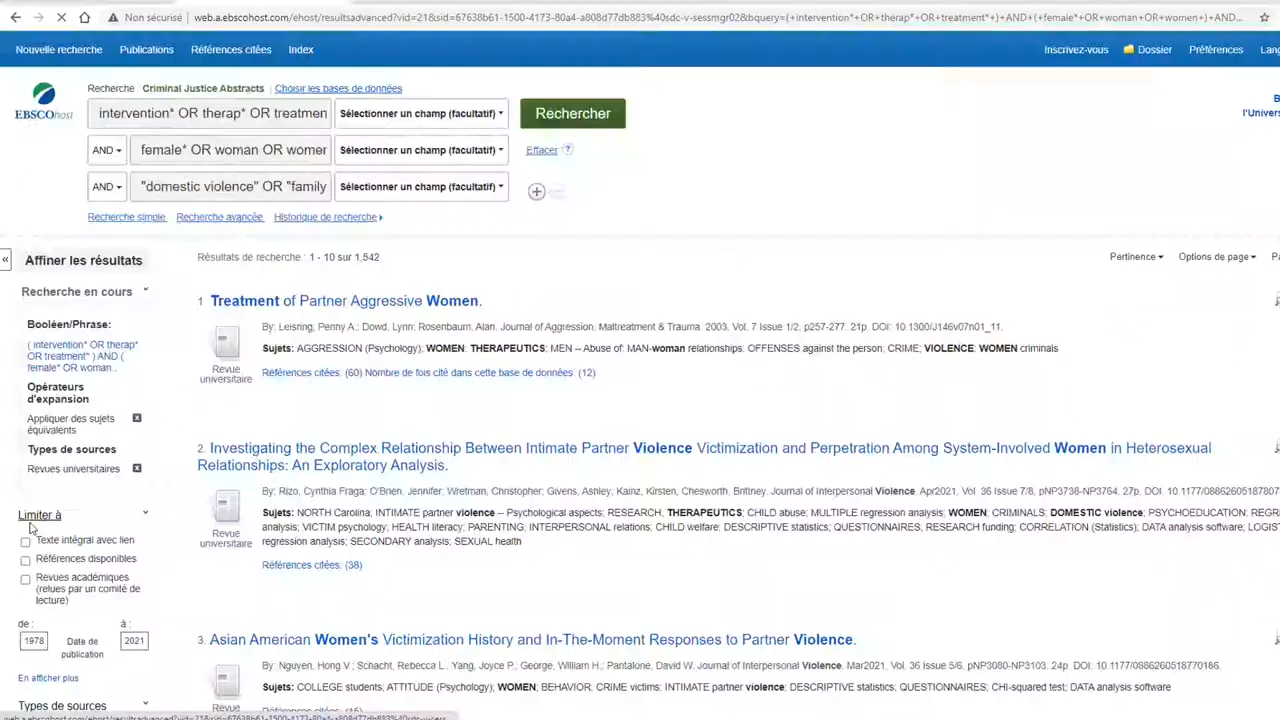 Non sécurisé | web.a.ebscohost.com/ehost/resultsadvanced?vid=21&sid=67638b61-1500-4173-80a4-a808d77db883%40sdc-v-sessmgr02&bquery=(+intervention*+OR+therap*+OR+treatment*+)+AND+(+female*+OR+woman+OR+women+)+AND...
Nouvelle recherche Publications Références citées Index Inscrivez-vous Dossier Préférences Lang
Recherche Criminal Justice Abstracts | Choisir les bases de données
EBSCOhost
intervention* OR therap* OR treatmen Sélectionner un champ (facultatif) Rechercher
l'Univers
AND female* OR woman OR womer Sélectionner un champ (facultatif) Effacer ?
AND "domestic violence" OR "family Sélectionner un champ (facultatif)
Recherche simple Recherche avancée Historique de recherche
« Affiner les résultats
Résultats de recherche : 1 - 10 sur 1,542 Pertinence Options de page Pa
Recherche en cours
Booléen/Phrase:
( intervention* OR therap*
OR treatment* ) AND (
female* OR woman..
Opérateurs
d'expansion
Appliquer des sujets
équivalents
Types de sources
Revues universitaires
Limiter à
Texte intégral avec lien
Références disponibles
Revues académiques
(relues par un comité de
lecture)
de : à :
1978 Date de 2021
publication
En afficher plus
Types de sources
1 Treatment of Partner Aggressive Women.
By: Leisring, Penny A.; Dowd, Lynn; Rosenbaum, Alan. Journal of Aggression, Maltreatment & Trauma. 2003, Vol. 7 Issue 1/2, p257-277. 21p. DOI: 10.1300/J146v07n01_11.
Sujets: AGGRESSION (Psychology); WOMEN; THERAPEUTICS; MEN -- Abuse of; MAN-woman relationships; OFFENSES against the person; CRIME; VIOLENCE; WOMEN criminals
Revue
universitaire
Références citées: (60) Nombre de fois cité dans cette base de données: (12)
2. Investigating the Complex Relationship Between Intimate Partner Violence Victimization and Perpetration Among System-Involved Women in Heterosexual
Relationships: An Exploratory Analysis.
By: Rizo, Cynthia Fraga; O'Brien, Jennifer; Wretman, Christopher; Givens, Ashley; Kainz, Kirsten; Chesworth, Brittney. Journal of Interpersonal Violence. Apr2021, Vol. 36 Issue 7/8, pNP3738-NP3764. 27p. DOI: 10.1177/08862605187807
Sujets: NORTH Carolina; INTIMATE partner violence -- Psychological aspects; RESEARCH; THERAPEUTICS; CHILD abuse; MULTIPLE regression analysis; WOMEN; CRIMINALS; DOMESTIC violence; PSYCHOEDUCATION; REGR
analysis; VICTIM psychology; HEALTH literacy; PARENTING; INTERPERSONAL relations; CHILD welfare; DESCRIPTIVE statistics; QUESTIONNAIRES; RESEARCH funding; CORRELATION (Statistics); DATA analysis software; LOGIST
regression analysis; SECONDARY analysis; SEXUAL health
Revue
universitaire
Références citées: (38)
3. Asian American Women's Victimization History and In-The-Moment Responses to Partner Violence.
By: Nguyen, Hong V.; Schacht, Rebecca L.; Yang, Joyce P.; George, William H.; Pantalone, David W. Journal of Interpersonal Violence. Mar2021, Vol. 36 Issue 5/6, pNP3080-NP3103. 24p. DOI: 10.1177/0886260518770186.
Sujets: COLLEGE students; ATTITUDE (Psychology); WOMEN; BEHAVIOR; CRIME victims; INTIMATE partner violence; DESCRIPTIVE statistics; QUESTIONNAIRES; CHI-squared test; DATA analysis software
Revue